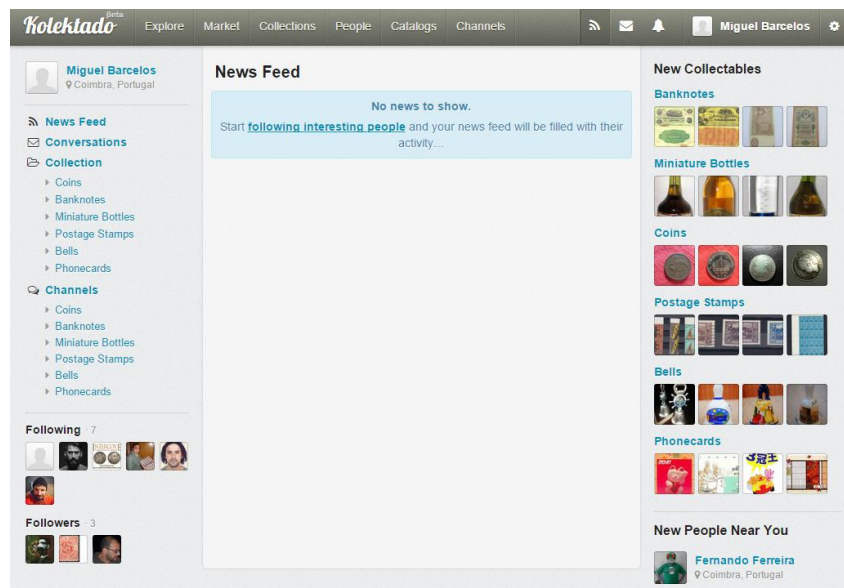 Kolektado Beta Explore Market Collections People Catalogs Channels Miguel Barcelos
Miguel Barcelos
Coimbra, Portugal
News Feed
Conversations
Collection
Coins
Banknotes
Miniature Bottles
Postage Stamps
Bells
Phonecards
Channels
Coins
Banknotes
Miniature Bottles
Postage Stamps
Bells
Phonecards
Following · 7
Followers · 3
News Feed
No news to show.
Start following interesting people and your news feed will be filled with their
activity...
New Collectables
Banknotes
Miniature Bottles
Coins
Postage Stamps
Bells
Phonecards
New People Near You
Fernando Ferreira
Coimbra, Portugal